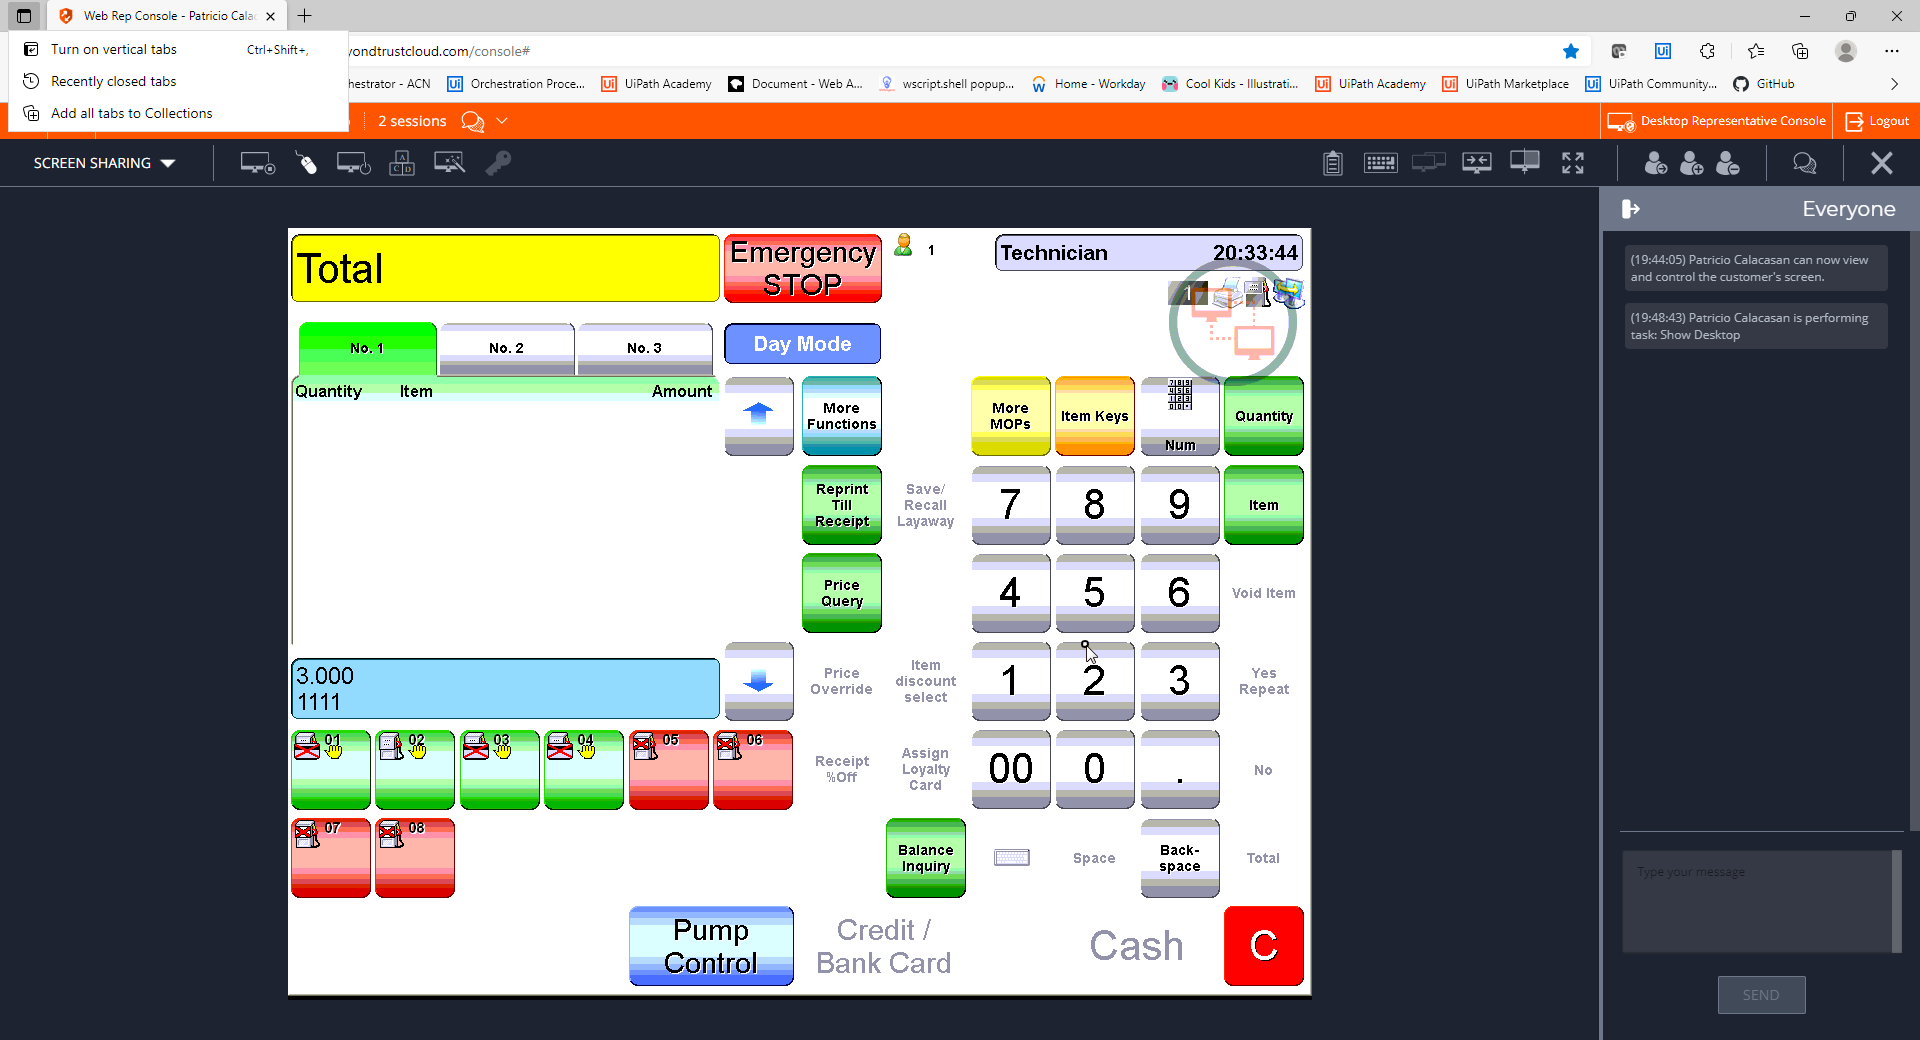 Web Rep Console - Patricio Cala
Turn on vertical tabs Ctrl+Shift+,
yondtrustcloud.com/console#
Recently closed tabs
hestrator - ACN Orchestration Proce... UiPath Academy Document - Web A... wscript.shell popup... Home - Workday Cool Kids - Illustrati... UiPath Academy UiPath Marketplace UiPath Community... GitHub
Add all tabs to Collections
2 sessions
Desktop Representative Console Logout
SCREEN SHARING
Everyone
Total
Emergency
STOP
1
Technician 20:33:44
1
No. 1 No. 2 No. 3
Day Mode
Quantity Item Amount
More
Functions
More
MOPs
Item Keys
Num
Quantity
Reprint
Till
Receipt
Save/
Recall
Layaway
7 8 9
Item
Price
Query
4 5 6
Void Item
3.000
1111
Price
Override
Item
discount
select
1 2 3
Yes
Repeat
01 02 03 04 05 06
Receipt
%Off
Assign
Loyalty
Card
00 0 .
No
07 08
Balance
Inquiry
Space
Back-
space
Total
Pump
Control
Credit /
Bank Card
Cash
C
(19:44:05) Patricio Calacasan can now view
and control the customer's screen.
(19:48:43) Patricio Calacasan is performing
task: Show Desktop
Type your message
SEND